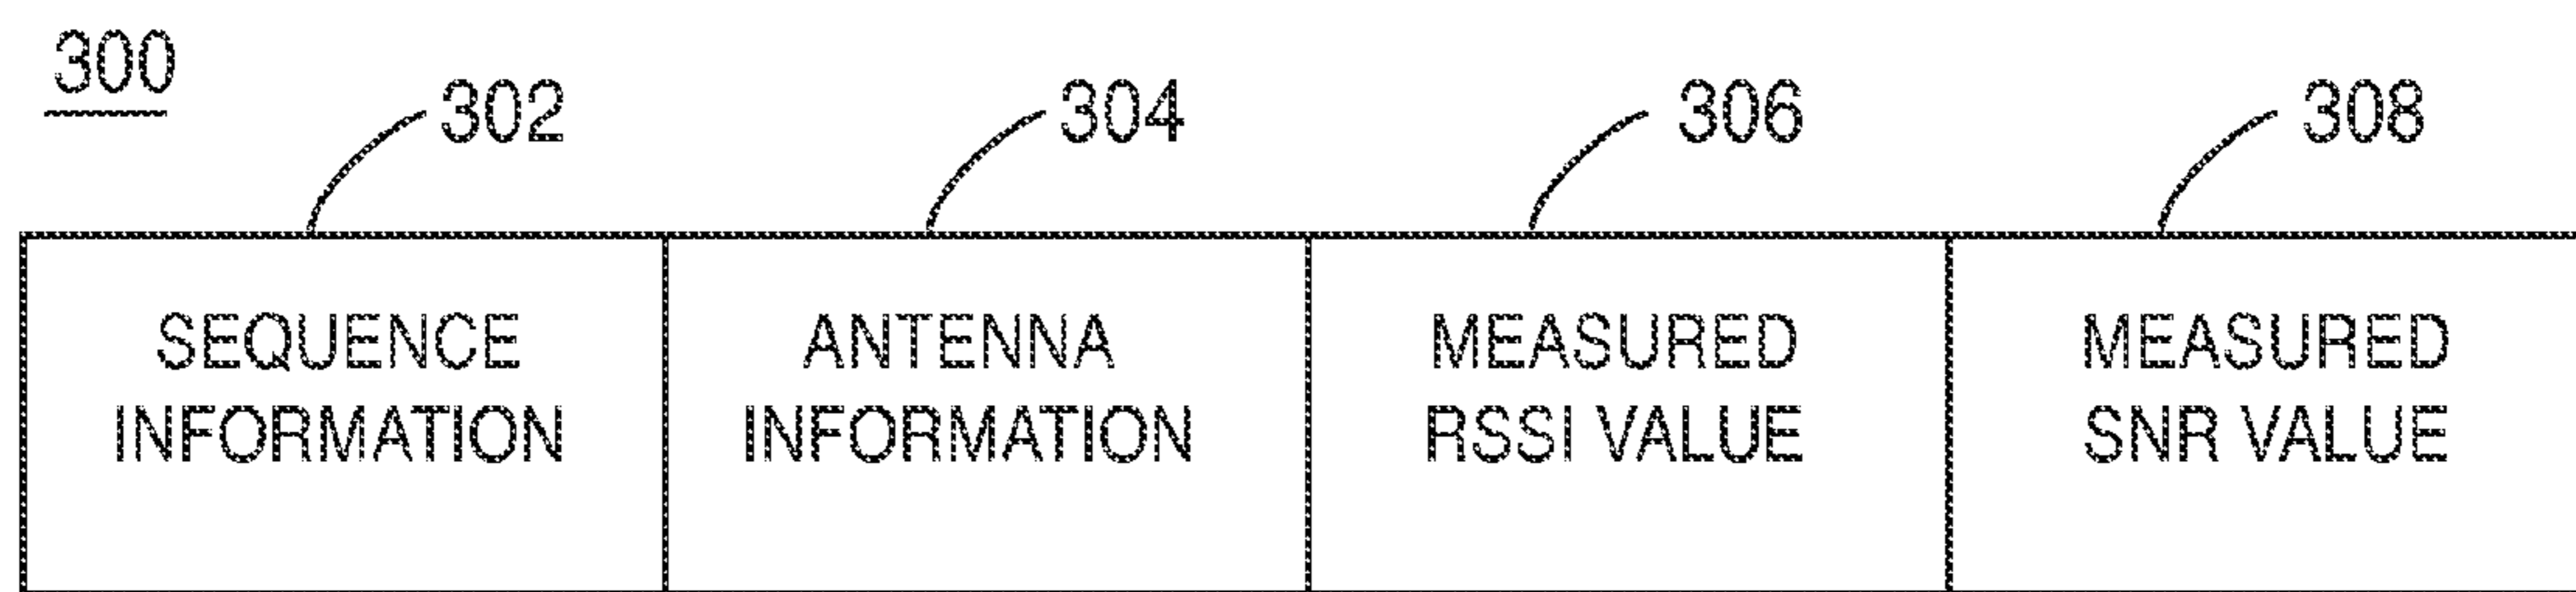 300
302
304
306
308
SEQUENCE
INFORMATION
ANTENNA
INFORMATION
MEASURED
RSSI VALUE
MEASURED
SNR VALUE